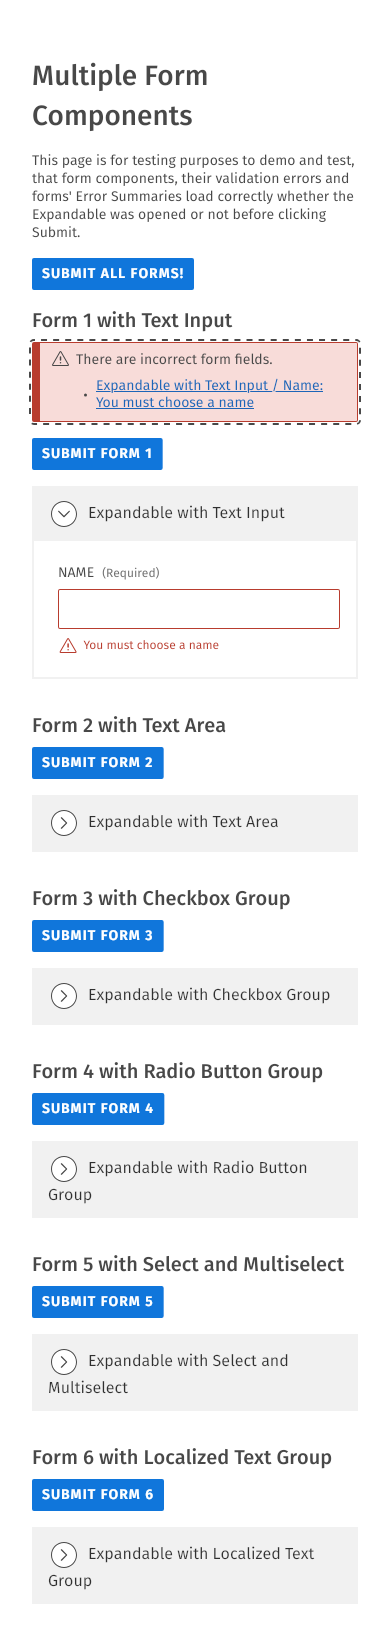 Multiple Form
Components
This page is for testing purposes to demo and test,
that form components, their validation errors and
forms' Error Summaries load correctly whether the
Expandable was opened or not before clicking
Submit.
SUBMIT ALL FORMS!
Form 1 with Text Input
There are incorrect form fields.
• Expandable with Text Input / Name:
You must choose a name
SUBMIT FORM 1
Expandable with Text Input
NAME (Required)
You must choose a name
Form 2 with Text Area
SUBMIT FORM 2
Expandable with Text Area
Form 3 with Checkbox Group
SUBMIT FORM 3
Expandable with Checkbox Group
Form 4 with Radio Button Group
SUBMIT FORM 4
Expandable with Radio Button
Group
Form 5 with Select and Multiselect
SUBMIT FORM 5
Expandable with Select and
Multiselect
Form 6 with Localized Text Group
SUBMIT FORM 6
Expandable with Localized Text
Group